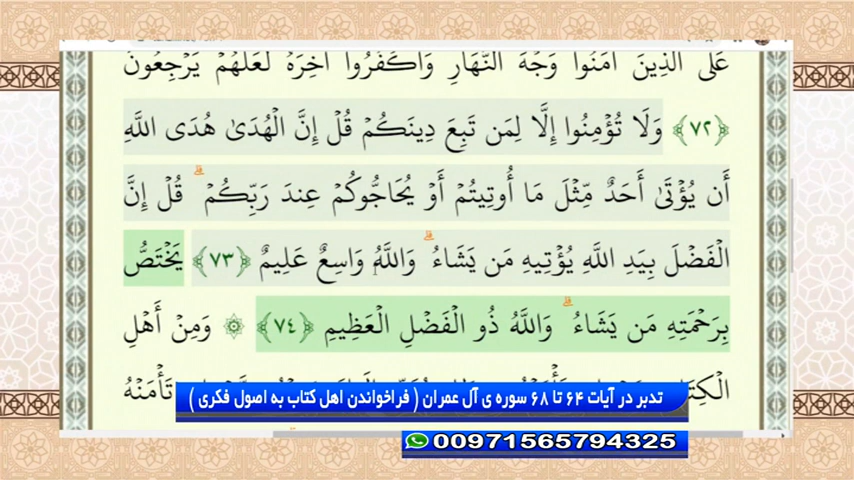 عَلَى الَّذِينَ آمَنُوا وَجْهَ النَّهَارِ وَاكْفُرُوا آخِرَهُ لَعَلَّهُمْ يَرْجِعُونَ
﴿٧٢﴾ وَلَا تُؤْمِنُوا إِلَّا لِمَن تَبِعَ دِينَكُمْ قُلْ إِنَّ الْهُدَىٰ هُدَى اللَّهِ
أَن يُؤْتَىٰ أَحَدٌ مِّثْلَ مَا أُوتِيتُمْ أَوْ يُحَاجُّوكُمْ عِندَ رَبِّكُمْ ۗ قُلْ إِنَّ
الْفَضْلَ بِيَدِ اللَّهِ يُؤْتِيهِ مَن يَشَاءُ ۗ وَاللَّهُ وَاسِعٌ عَلِيمٌ ﴿٧٣﴾ يَخْتَصُّ
بِرَحْمَتِهِ مَن يَشَاءُ ۗ وَاللَّهُ ذُو الْفَضْلِ الْعَظِيمِ ﴿٧٤﴾ ۞ وَمِنْ أَهْلِ
تَأْمَنْهُ
تدبر در آیات ۶۴ تا ۶۸ سوره ی آل عمران ( فراخواندن اهل کتاب به اصول فکری )
00971565794325